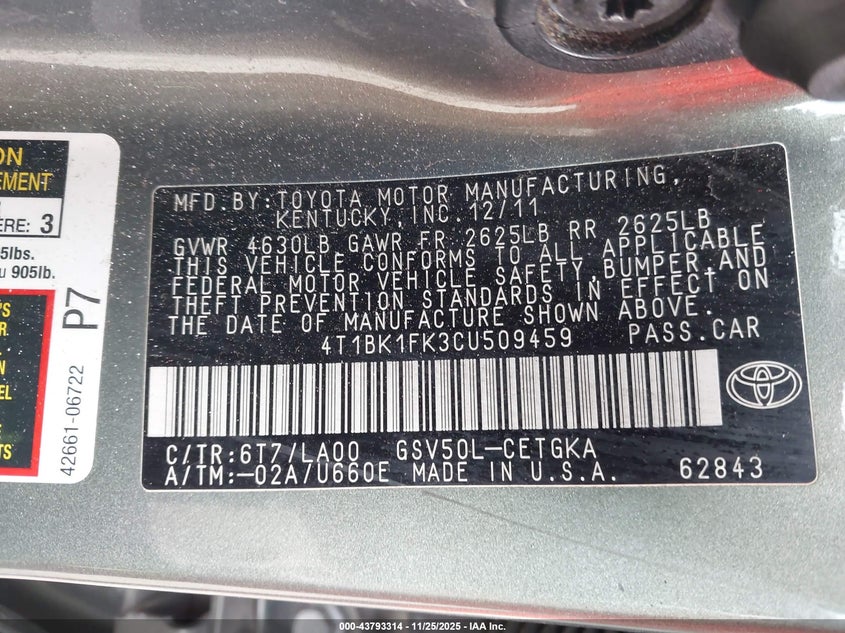 ON
EMENT
ÈRE: 3
5lbs.
u 905lb.
'S
R
EL
TS
P7
42661-06722
MFD.BY:TOYOTA MOTOR MANUFACTURING,
KENTUCKY,INC.12/11
GVWR 4630LB GAWR FR 2625LB RR 2625LB
THIS VEHICLE CONFORMS TO ALL APPLICABLE
FEDERAL MOTOR VEHICLE SAFETY,BUMPER,AND
THEFT PREVENTION STANDARDS IN EFFECT ON
THE DATE OF MANUFACTURE SHOWN ABOVE.
4T1BK1FK3CU509459 PASS.CAR
C/TR:6T7/LA00 GSV50L-CETGKA
A/TM:-02A/U660E MADE IN U.S.A. 62843
000-43793314 - 11/25/2025 - IAA Inc.